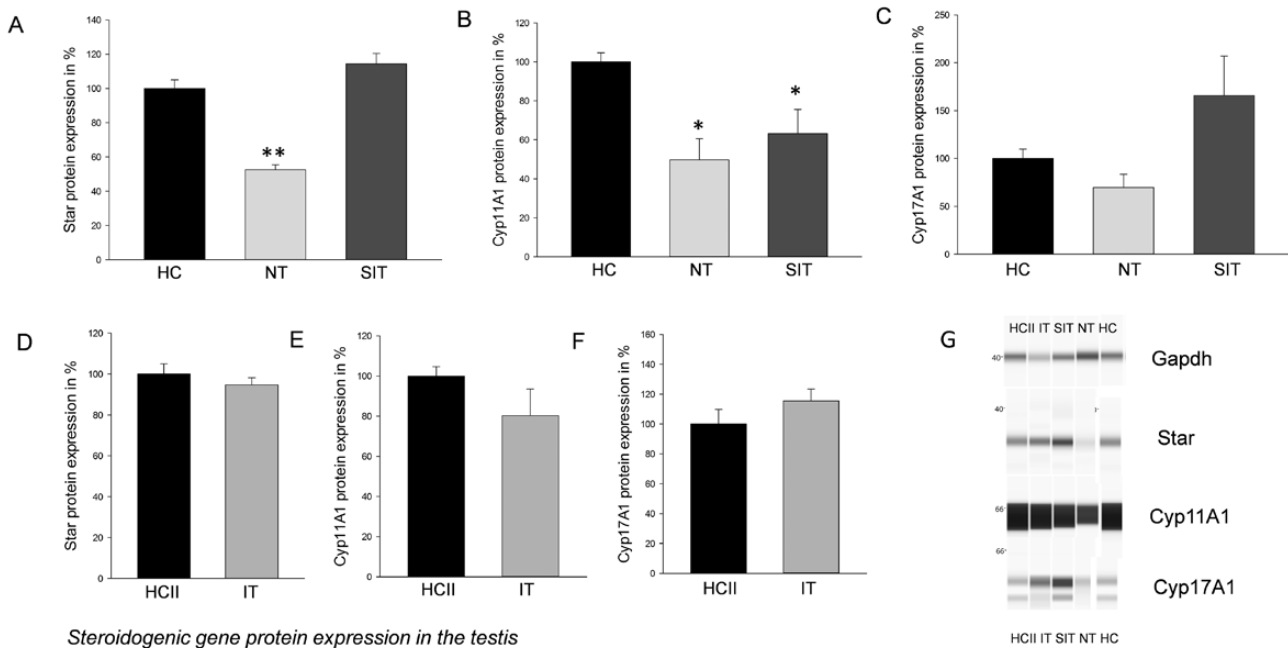 A
Star protein expression in %
140
120
100
80
60
40
20
0
**
HC NT SIT
B
Cyp11A1 protein expression in %
120
100
80
60
40
20
0
*
*
HC NT SIT
C
Cyp17A1 protein expression in %
250
200
150
100
50
0
HC NT SIT
D
Star protein expression in %
120
100
80
60
40
20
0
HCII IT
E
Cyp11A1 protein expression in %
120
100
80
60
40
20
0
HCII IT
F
Cyp17A1 protein expression in %
160
140
120
100
80
60
40
20
0
HCII IT
G
HCII IT SIT NT HC
40-
Gapdh
40-
Star
66-
Cyp11A1
66-
Cyp17A1
HCII IT SIT NT HC
Steroidogenic gene protein expression in the testis